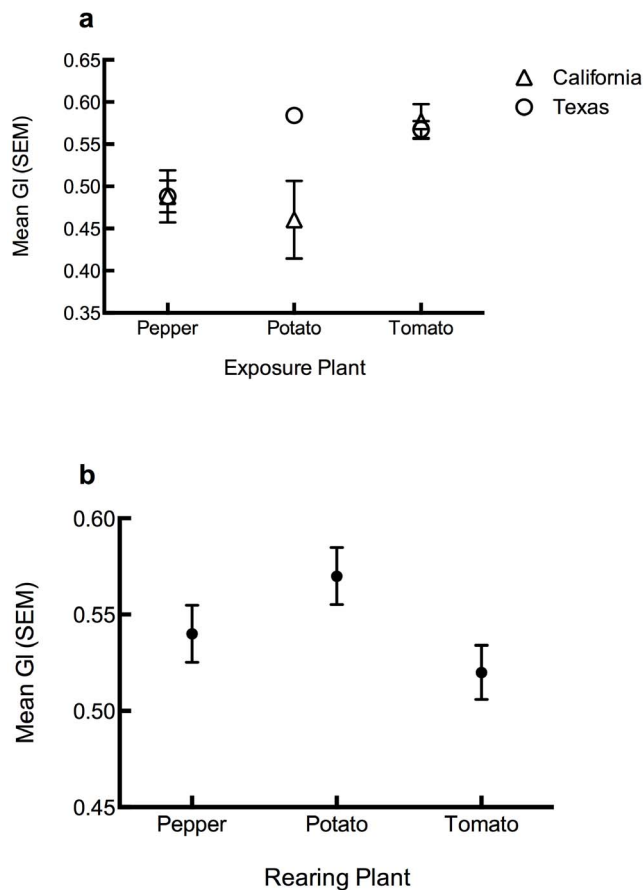 a
0.65
0.60
0.55
0.50
0.45
0.40
0.35
Mean GI (SEM)
Pepper Potato Tomato
Exposure Plant
California
Texas
b
0.60
0.55
0.50
0.45
Mean GI (SEM)
Pepper Potato Tomato
Rearing Plant